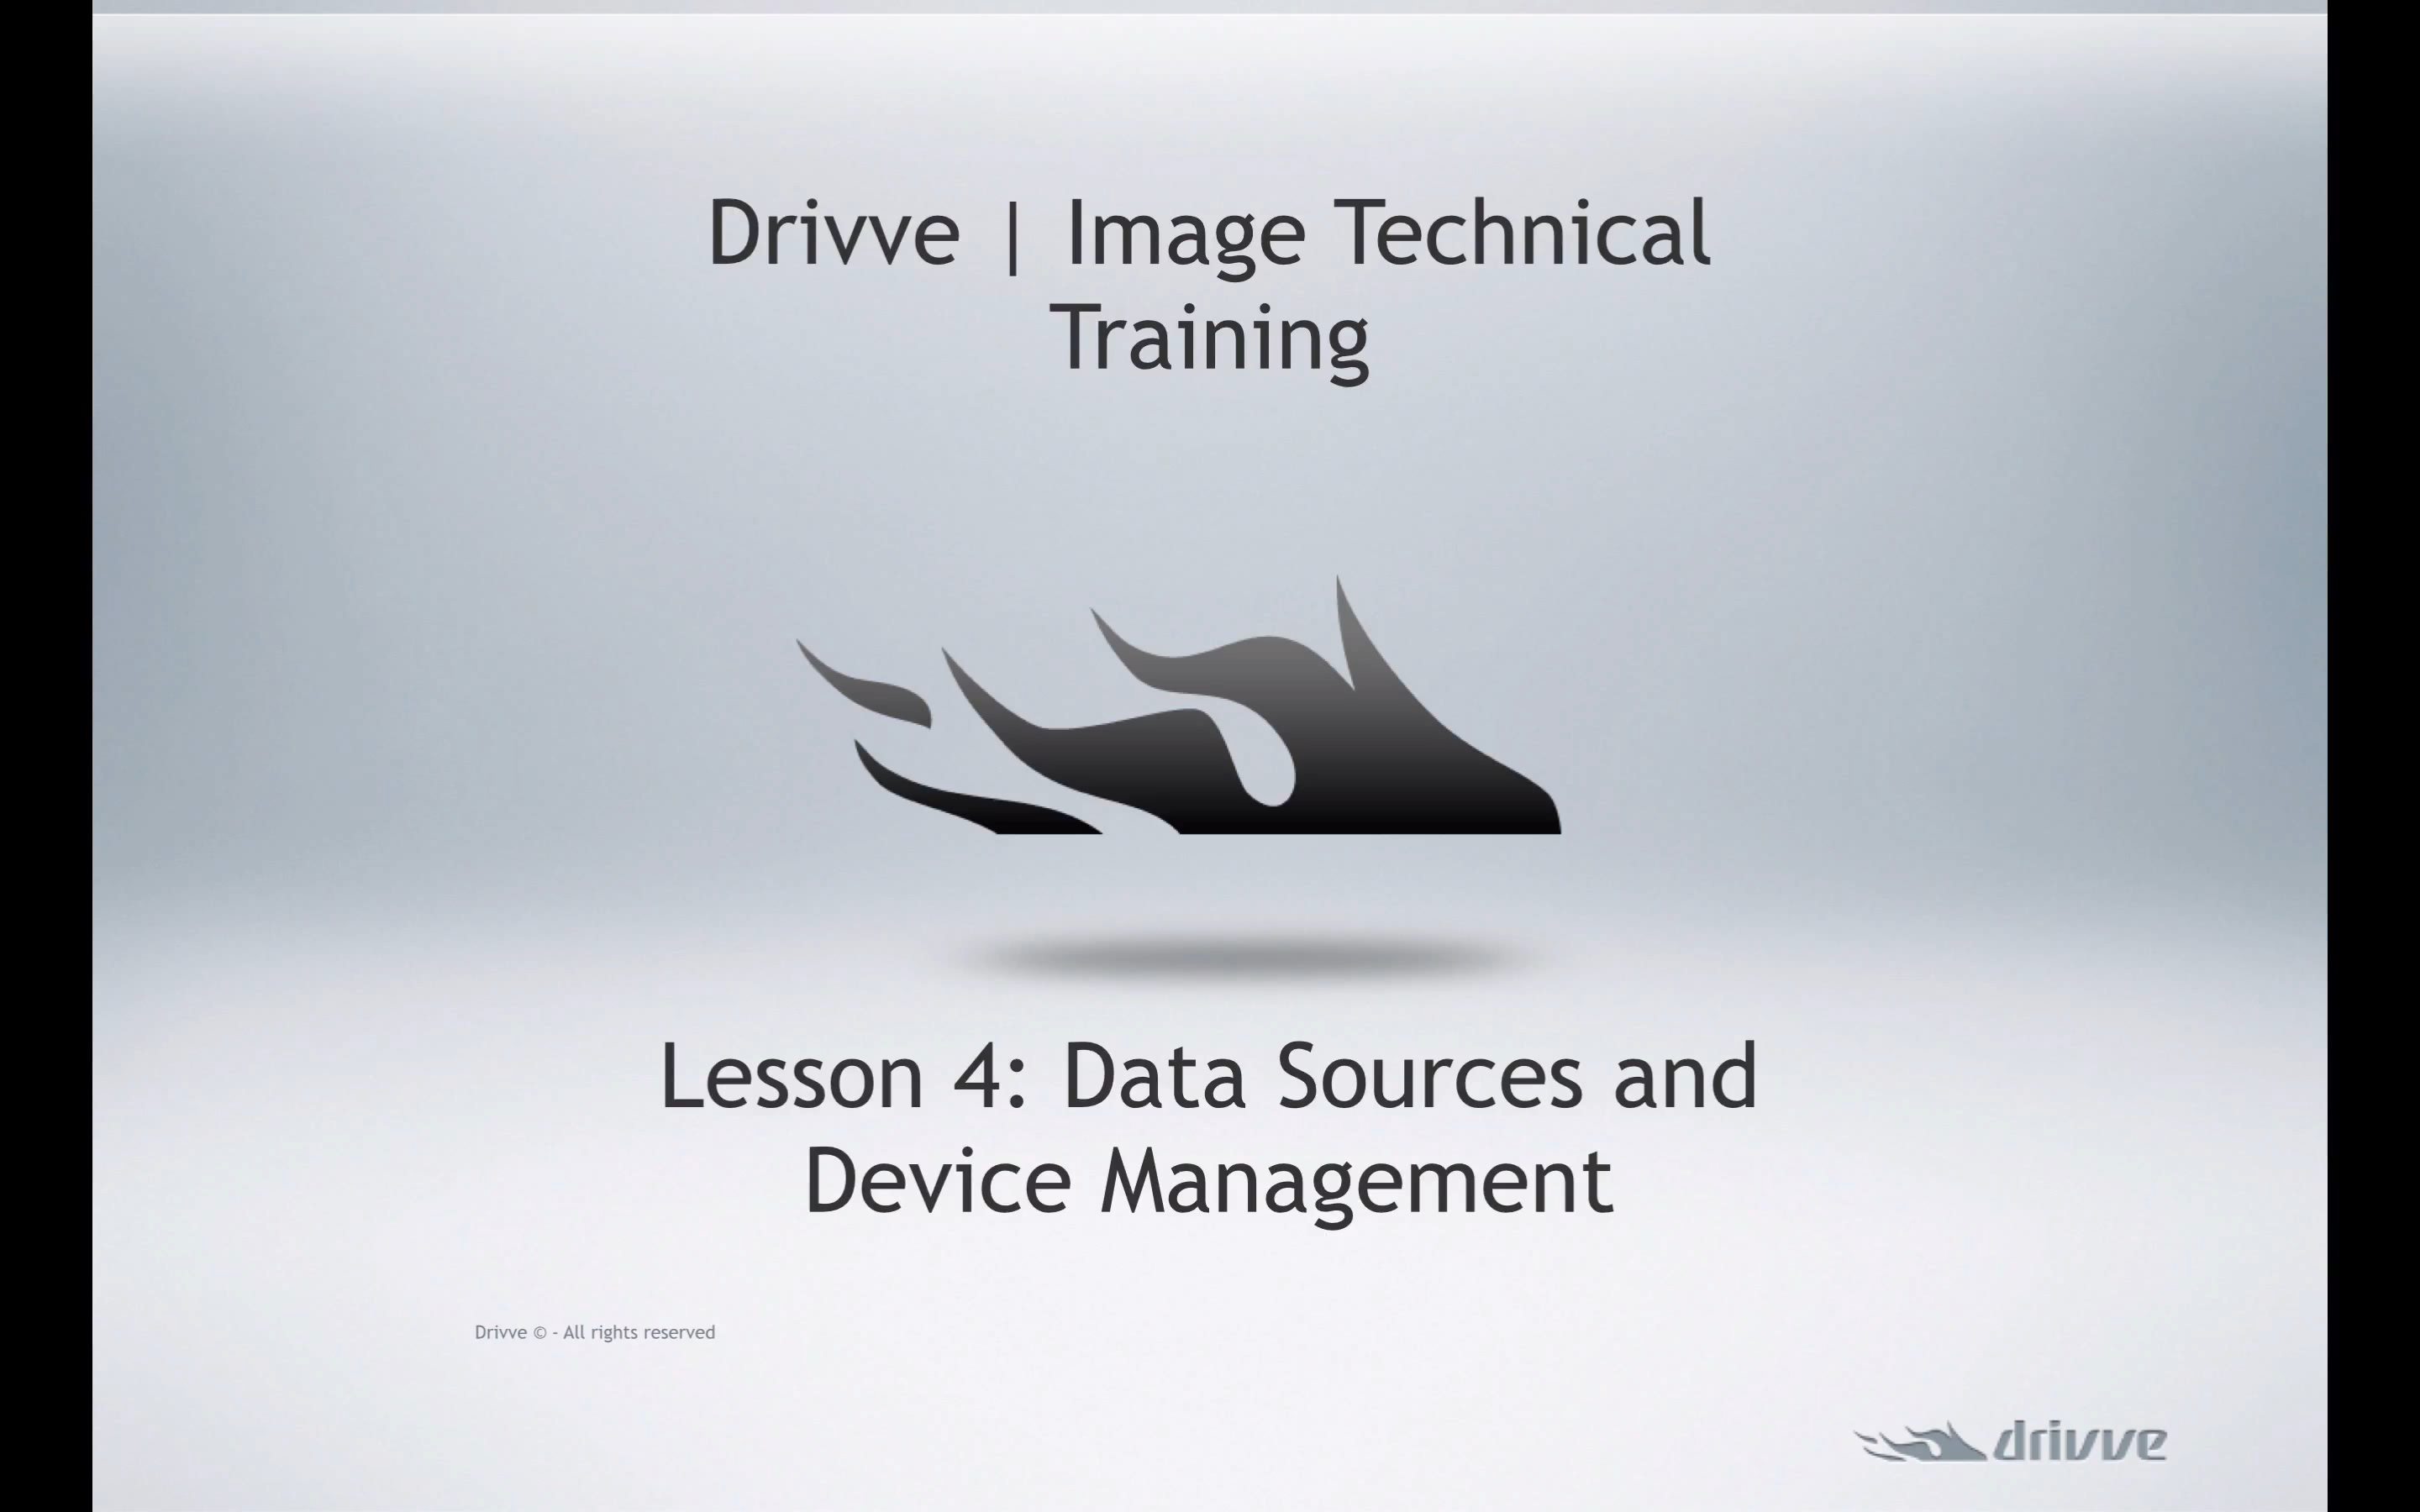 Drivve | Image Technical
Training
Lesson 4: Data Sources and
Device Management
Drivve © - All rights reserved
drivve